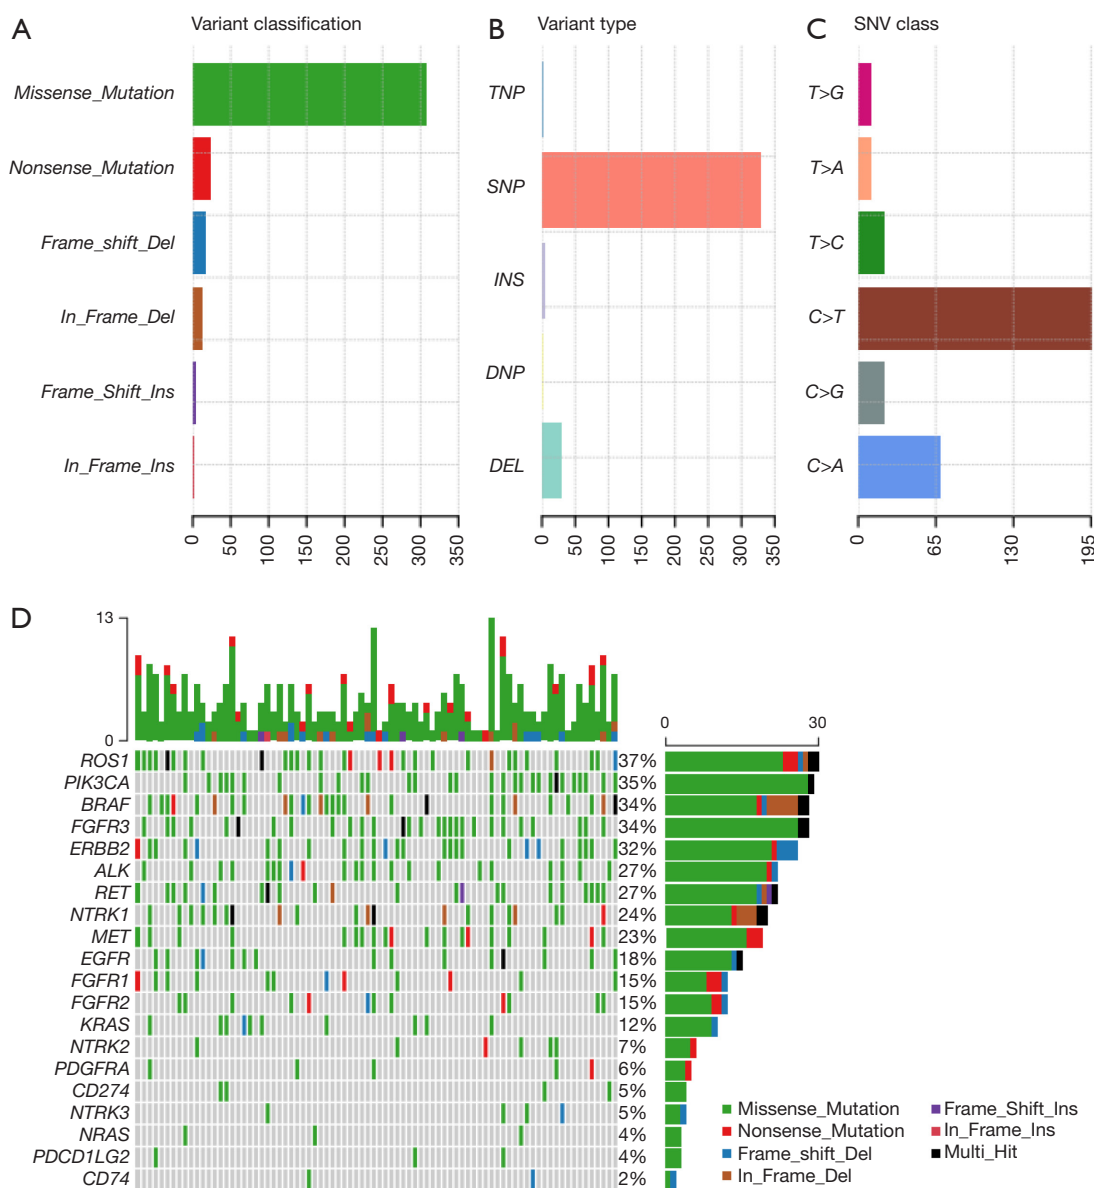 A Variant classification
Missense_Mutation
Nonsense_Mutation
Frame_shift_Del
In_Frame_Del
Frame_Shift_Ins
In_Frame_Ins
0 50 100 150 200 250 300 350
B Variant type
TNP
SNP
INS
DNP
DEL
0 50 100 150 200 250 300 350
C SNV class
T>G
T>A
T>C
C>T
C>G
C>A
0 65 130 195
D
13
0
0 30
ROS1 37%
PIK3CA 35%
BRAF 34%
FGFR3 34%
ERBB2 32%
ALK 27%
RET 27%
NTRK1 24%
MET 23%
EGFR 18%
FGFR1 15%
FGFR2 15%
KRAS 12%
NTRK2 7%
PDGFRA 6%
CD274 5%
NTRK3 5%
NRAS 4%
PDCD1LG2 4%
CD74 2%
Missense_Mutation
Nonsense_Mutation
Frame_shift_Del
In_Frame_Del
Frame_Shift_Ins
In_Frame_Ins
Multi_Hit